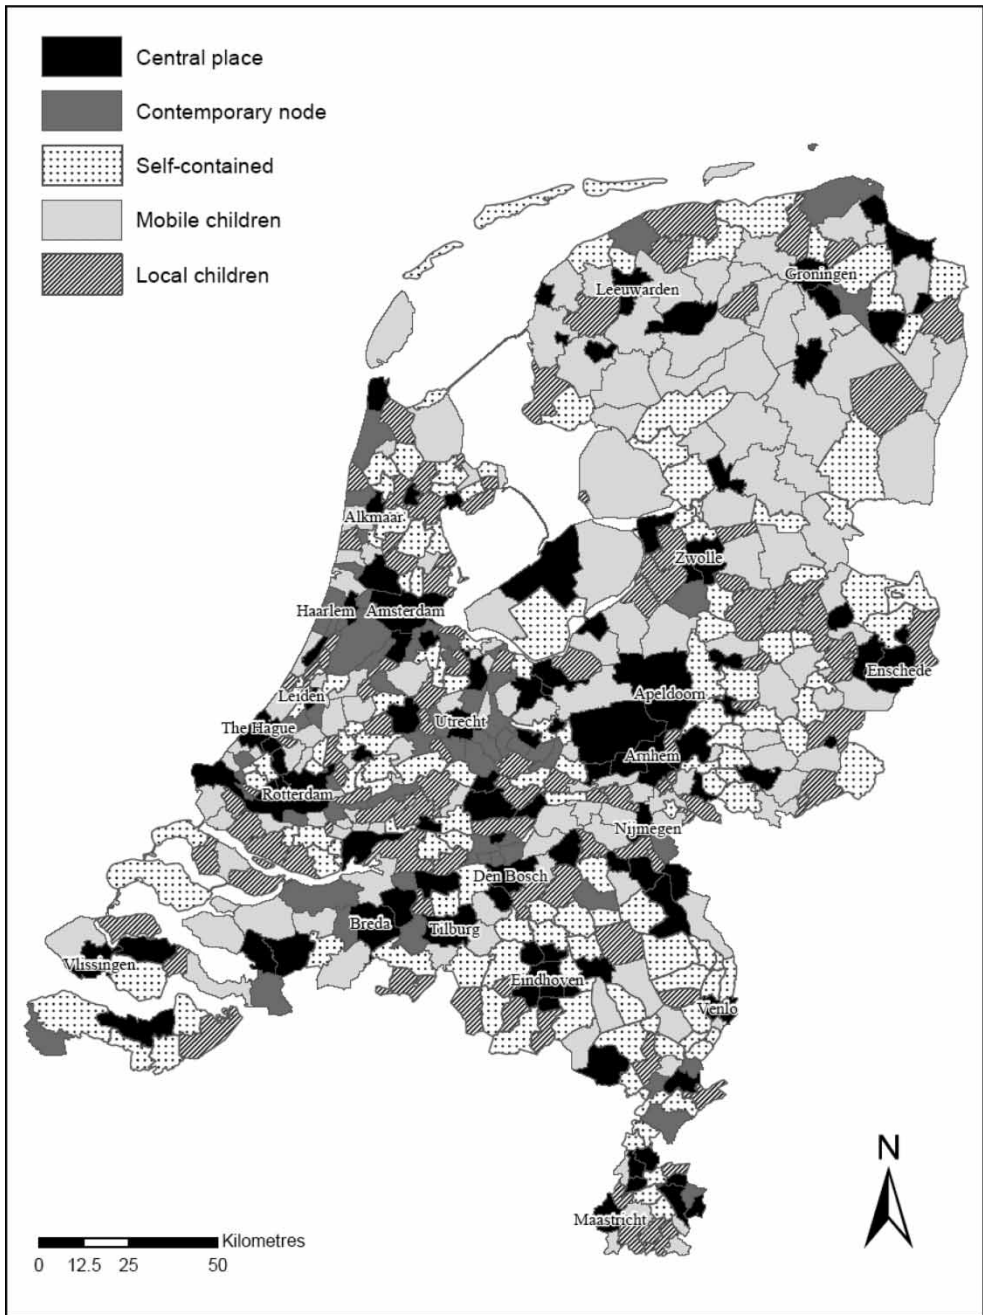 Central place
Contemporary node
Self-contained
Mobile children
Local children
Groningen
Leeuwarden
Alkmaar
Zwolle
Haarlem Amsterdam
Enschede
Leiden
Apeldoorn
Utrecht
The Hague
Arnhem
Rotterdam
Nijmegen
Den Bosch
Breda
Tilburg
Vlissingen
Eindhoven
Venlo
N
Maastricht
Kilometres
0 12.5 25 50